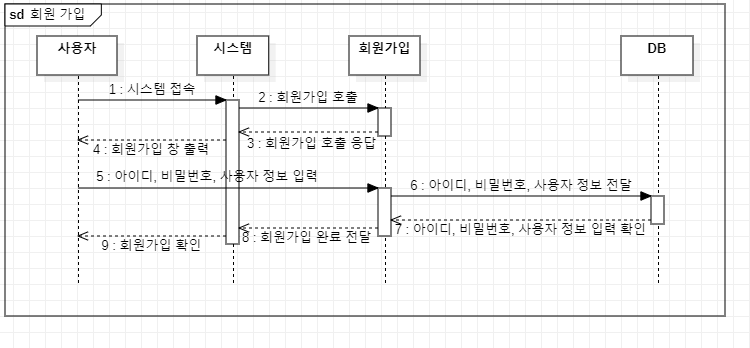 sd 회원 가입
사용자
시스템
회원가입
DB
1 : 시스템 접속
2 : 회원가입 호출
3 : 회원가입 호출 응답
4 : 회원가입 창 출력
5 : 아이디, 비밀번호, 사용자 정보 입력
6 : 아이디, 비밀번호, 사용자 정보 전달
7 : 아이디, 비밀번호, 사용자 정보 입력 확인
8 : 회원가입 완료 전달
9 : 회원가입 확인